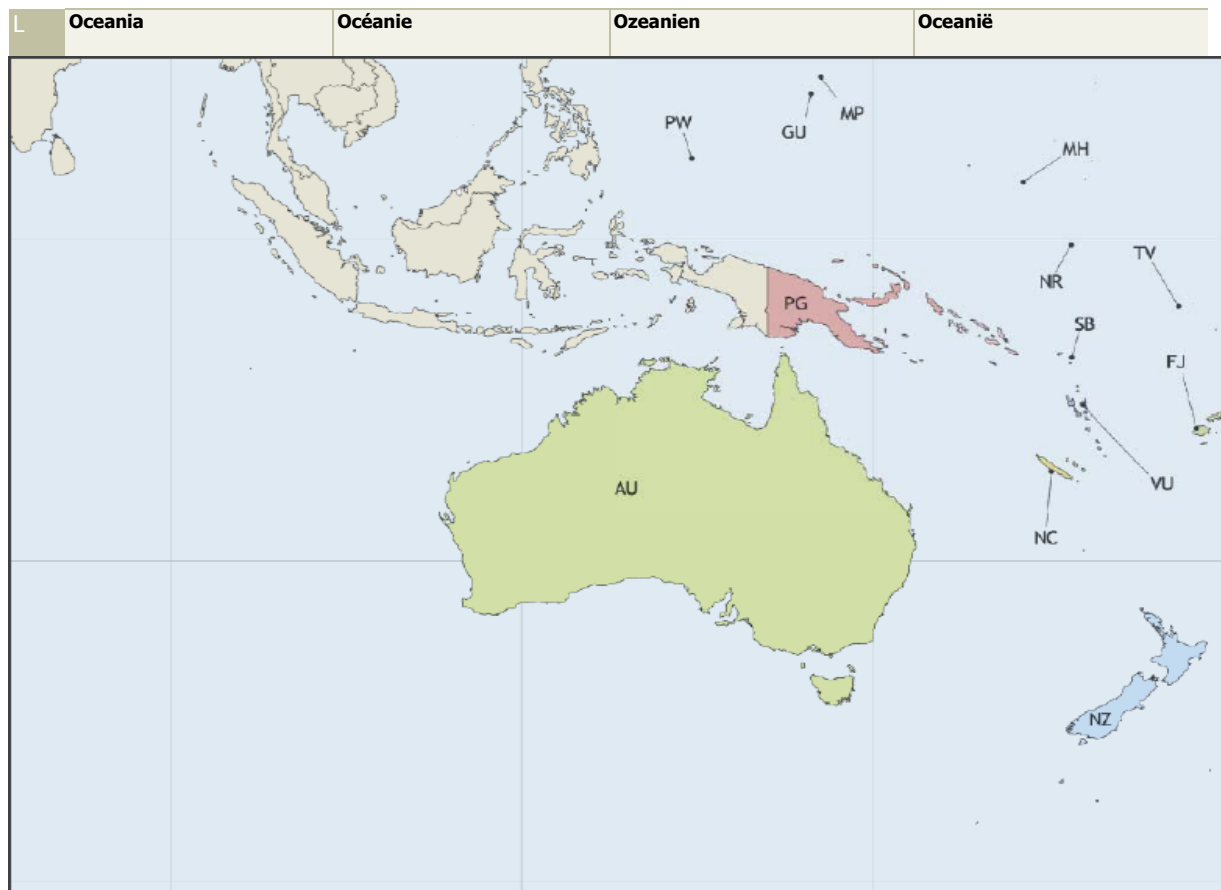 L
Oceania
Océanie
Ozeanien
Oceanië
MP
PW
GU
MH
TV
NR
PG
SB
FJ
AU
VU
NC
NZ